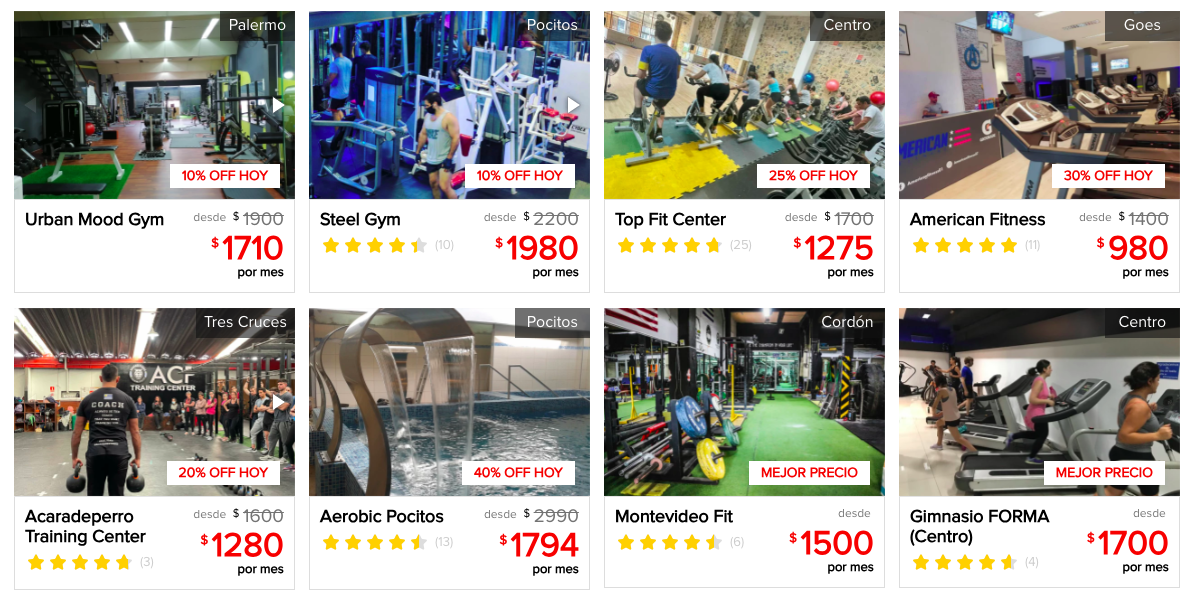 Palermo
10% OFF HOY
Urban Mood Gym
desde $ 1900
$ 1710
por mes
Pocitos
10% OFF HOY
Steel Gym
desde $ 2200
(10)
$ 1980
por mes
Centro
25% OFF HOY
Top Fit Center
desde $ 1700
(25)
$ 1275
por mes
Goes
AMERICAN
30% OFF HOY
American Fitness
desde $ 1400
(11)
$ 980
por mes
Tres Cruces
ACF
TRAINING CENTER
COACH
20% OFF HOY
Acaradeperro
Training Center
desde $ 1600
$ 1280
(3)
por mes
Pocitos
40% OFF HOY
Aerobic Pocitos
desde $ 2990
(13)
$ 1794
por mes
Cordón
MEJOR PRECIO
Montevideo Fit
desde
(6)
$ 1500
por mes
Centro
MEJOR PRECIO
Gimnasio FORMA
(Centro)
desde
$ 1700
(4)
por mes